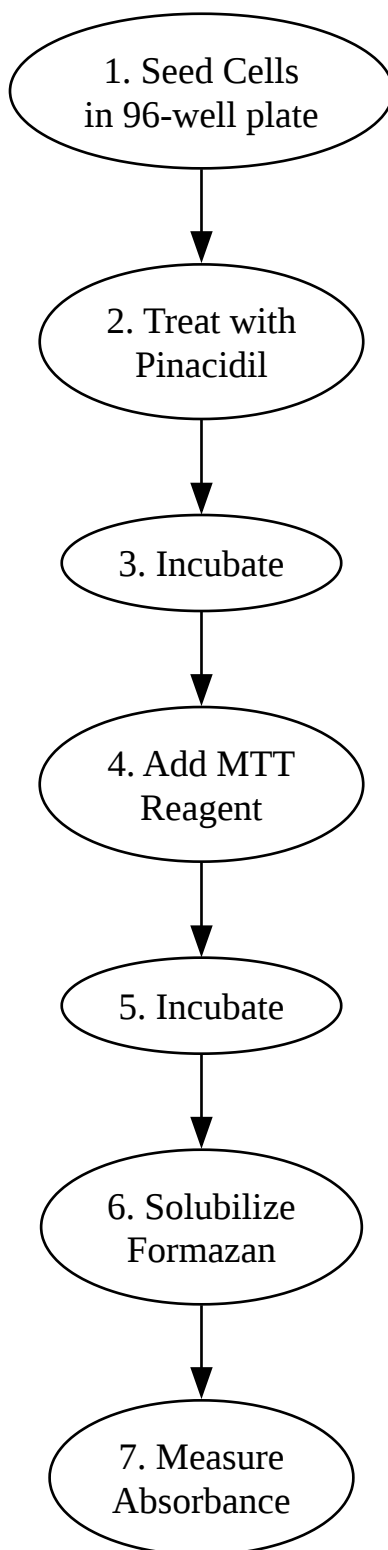 1. Seed Cells
in 96-well plate
2. Treat with
Pinacidil
3. Incubate
4. Add MTT
Reagent
5. Incubate
6. Solubilize
Formazan
7. Measure
Absorbance